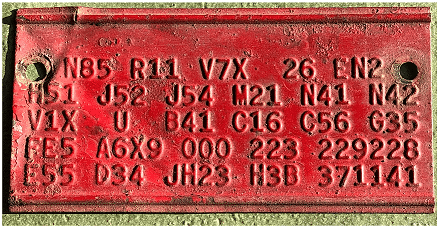 N85 R11 V7X 26 EN2
H51 J52 J54 M21 N41 N42
V1X U B41 C16 C56 G35
FE5 A6X9 000 223 229228
E55 D34 JH23 H3B 371141